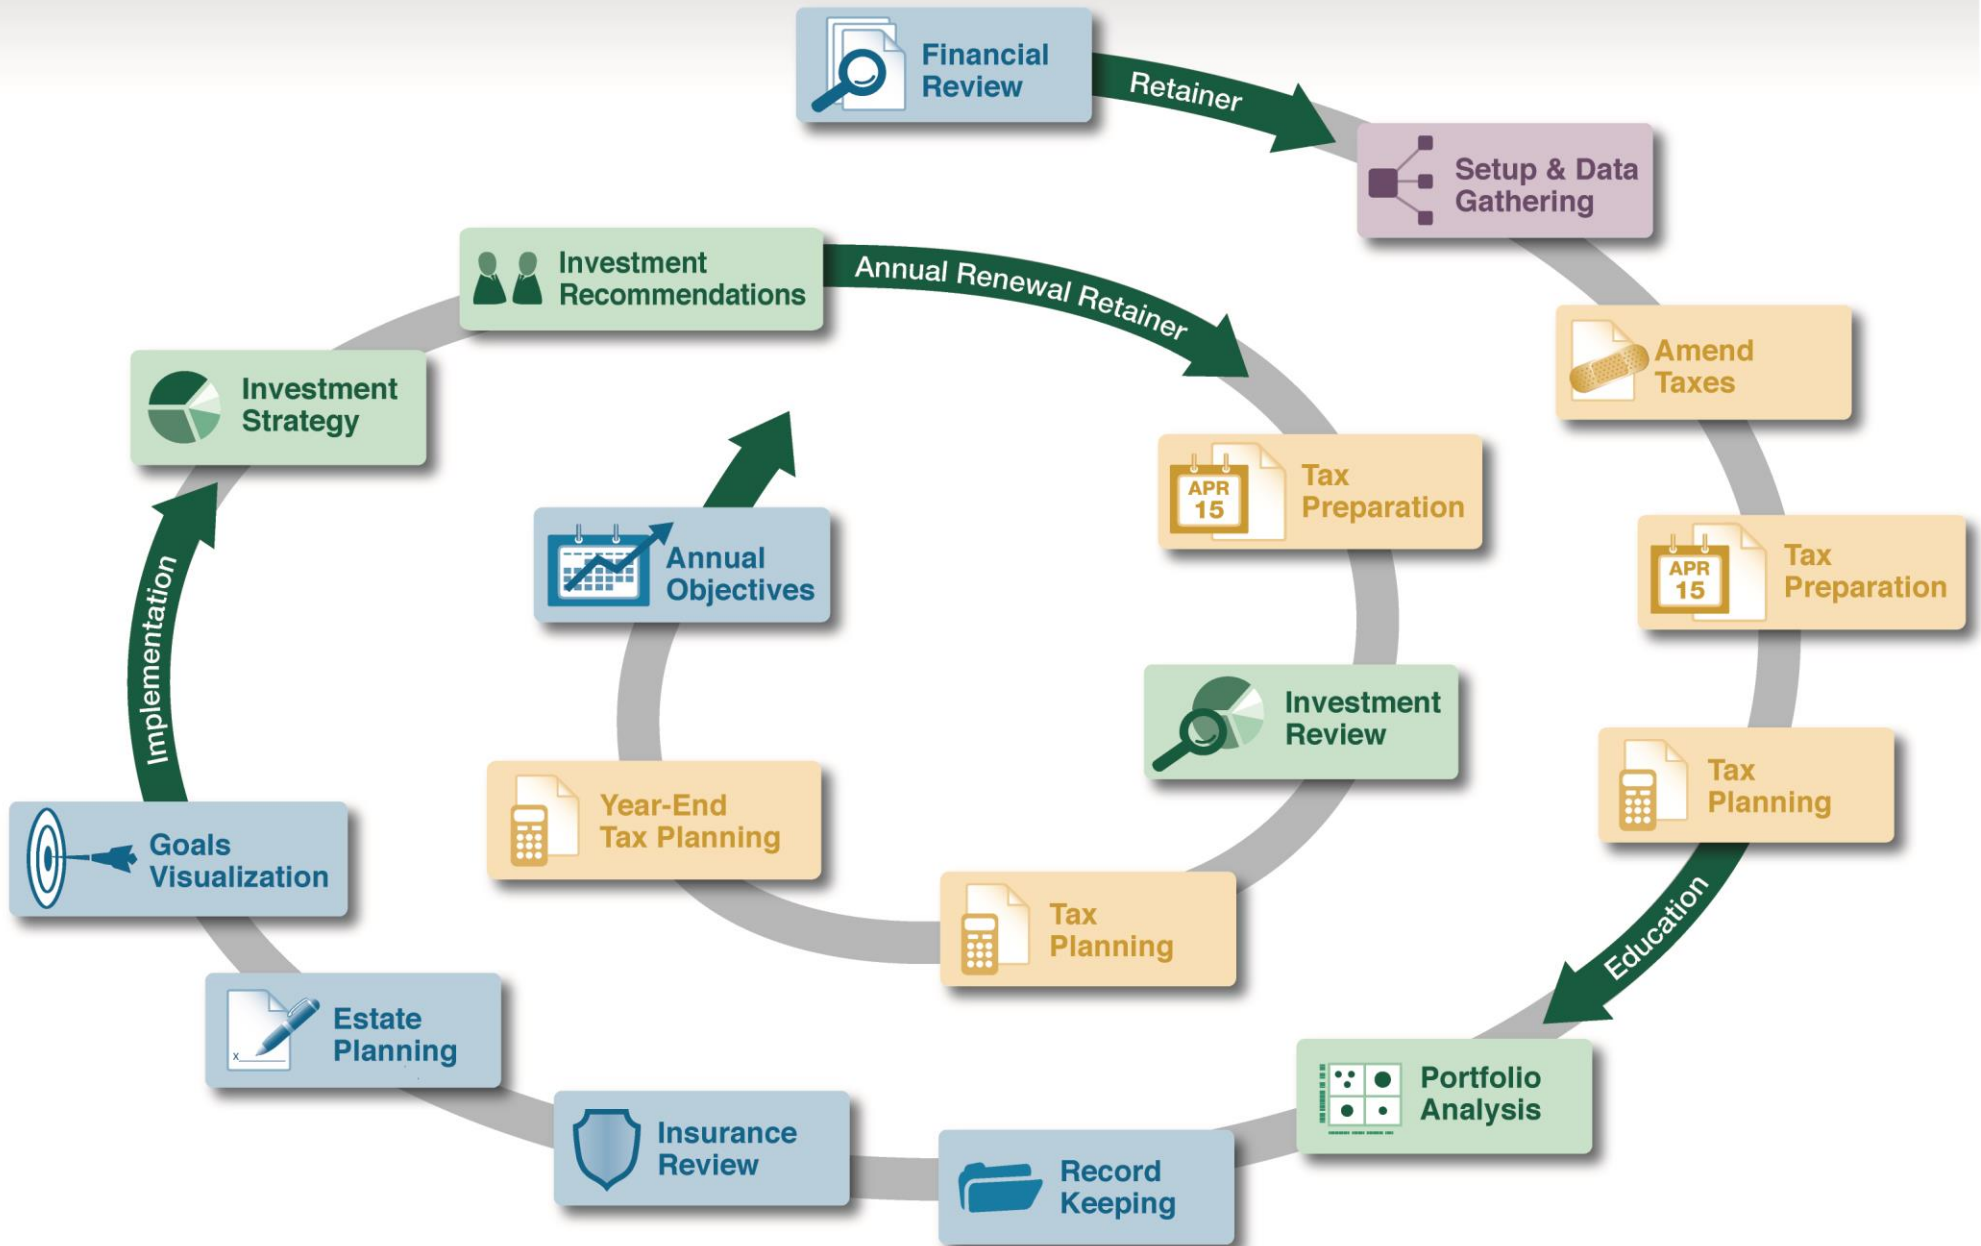 Financial
Review
Retainer
Setup & Data
Gathering
Amend
Taxes
APR
15
Tax
Preparation
Tax
Planning
Education
Portfolio
Analysis
Record
Keeping
Insurance
Review
x
Estate
Planning
Goals
Visualization
Implementation
Investment
Strategy
Investment
Recommendations
Annual Renewal Retainer
APR
15
Tax
Preparation
Investment
Review
Tax
Planning
Year-End
Tax Planning
Annual
Objectives